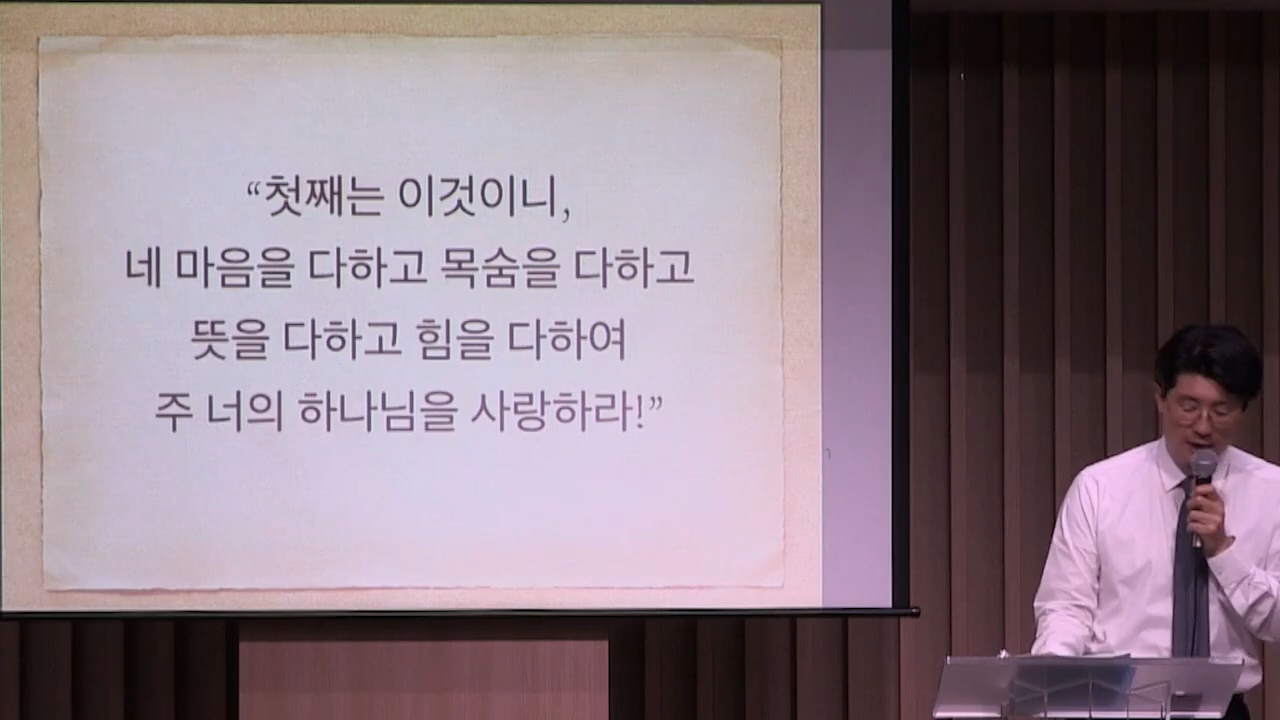 “첫째는 이것이니,
네 마음을 다하고 목숨을 다하고
뜻을 다하고 힘을 다하여
주 너의 하나님을 사랑하라!”